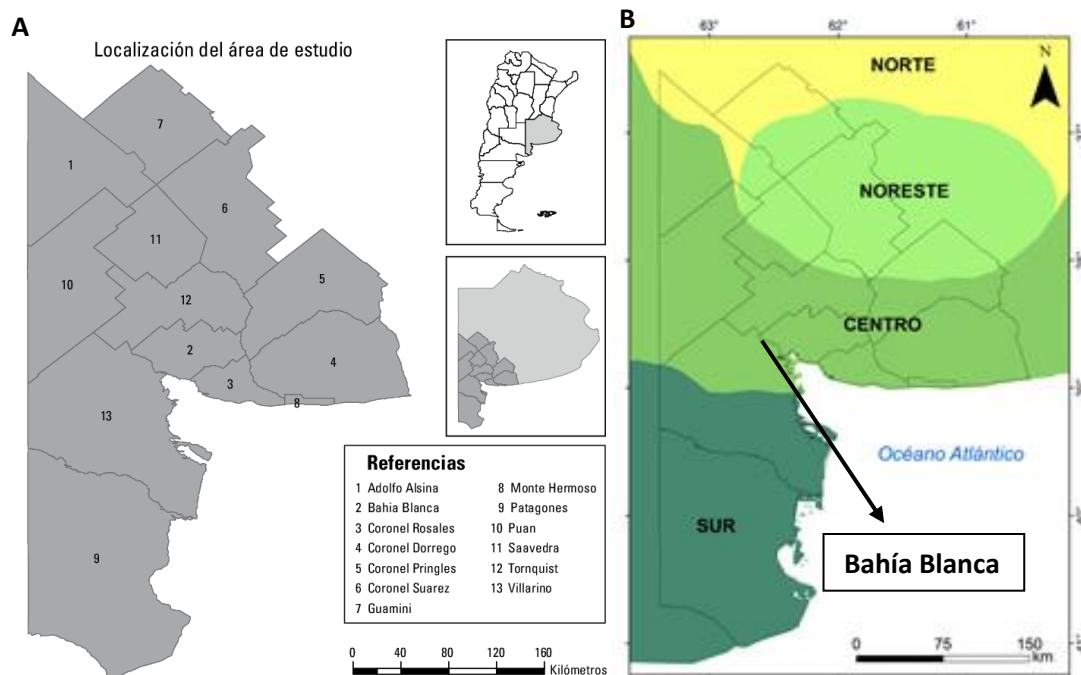 A
Localización del área de estudio
7
1
6
11
10
5
12
2
4
3
8
13
9
Referencias
1 Adolfo Alsina
2 Bahia Blanca
3 Coronel Rosales
4 Coronel Dorrego
5 Coronel Pringles
6 Coronel Suarez
7 Guamini
8 Monte Hermoso
9 Patagones
10 Puan
11 Saavedra
12 Tornquist
13 Villarino
0 20 40 80 120 160
Kilómetros
B
63° 62° 61°
N
NORTE
NORESTE
CENTRO
Océano Atlántico
SUR
Bahía Blanca
0 75 150
km